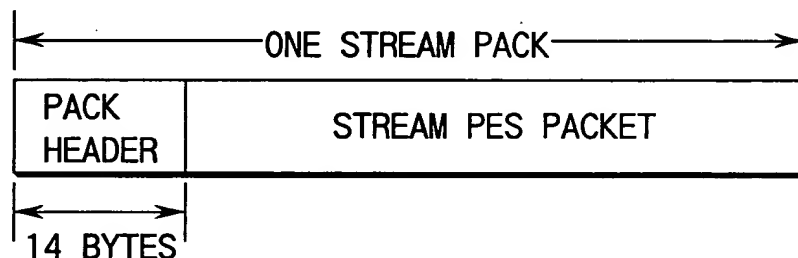 ONE STREAM PACK
PACK
HEADER
STREAM PES PACKET
14 BYTES